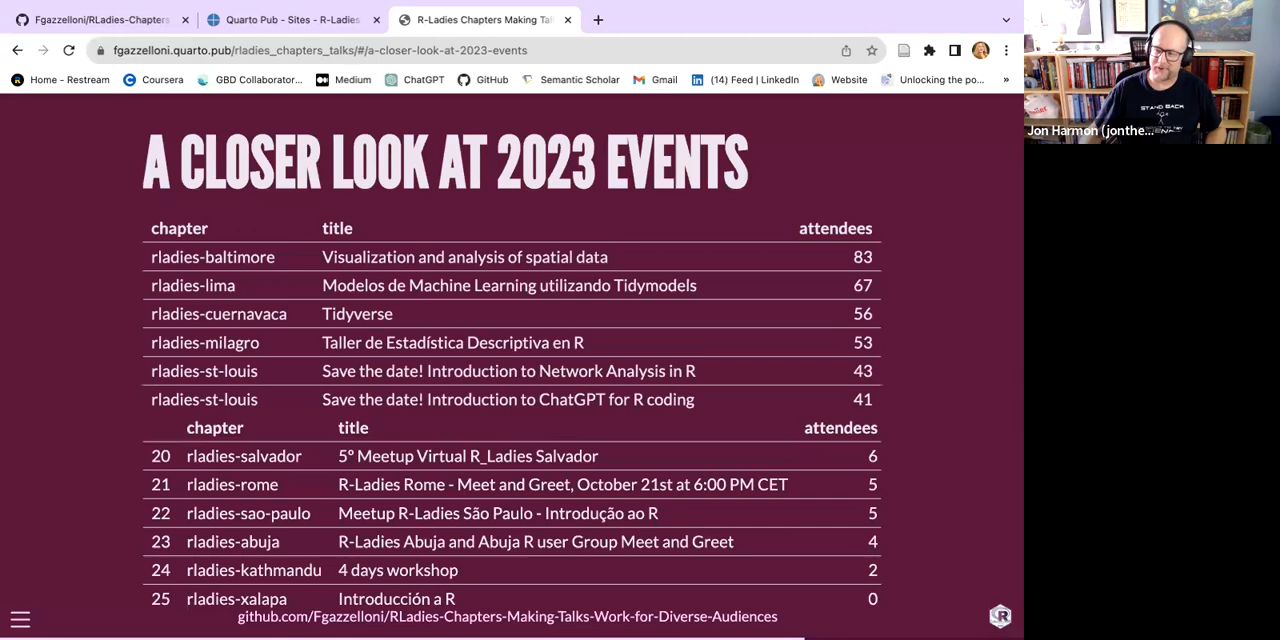 Fgazzelloni/RLadies-Chapters
Quarto Pub - Sites - R-Ladies
R-Ladies Chapters Making Tal
fgazzelloni.quarto.pub/rladies_chapters_talks/#/a-closer-look-at-2023-events
Home - Restream Coursera GBD Collaborator... Medium ChatGPT GitHub Semantic Scholar Gmail (14) Feed | LinkedIn Website Unlocking the po... »
STAND BACK
Jon Harmon (jonthe...
A CLOSER LOOK AT 2023 EVENTS
chapter title attendees
rladies-baltimore Visualization and analysis of spatial data 83
rladies-lima Modelos de Machine Learning utilizando Tidymodels 67
rladies-cuernavaca Tidyverse 56
rladies-milagro Taller de Estadística Descriptiva en R 53
rladies-st-louis Save the date! Introduction to Network Analysis in R 43
rladies-st-louis Save the date! Introduction to ChatGPT for R coding 41
chapter title attendees
20 rladies-salvador 5º Meetup Virtual R_Ladies Salvador 6
21 rladies-rome R-Ladies Rome - Meet and Greet, October 21st at 6:00 PM CET 5
22 rladies-sao-paulo Meetup R-Ladies São Paulo - Introdução ao R 5
23 rladies-abuja R-Ladies Abuja and Abuja R user Group Meet and Greet 4
24 rladies-kathmandu 4 days workshop 2
25 rladies-xalapa Introducción a R 0
github.com/Fgazzelloni/RLadies-Chapters-Making-Talks-Work-for-Diverse-Audiences
R